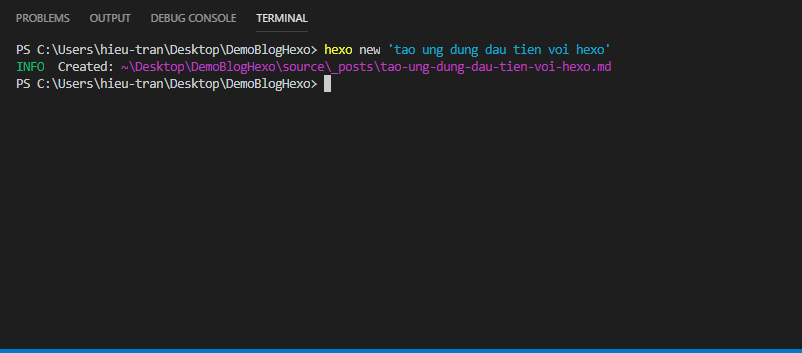 PROBLEMS OUTPUT DEBUG CONSOLE TERMINAL
PS C:\Users\hieu-tran\Desktop\DemoBlogHexo> hexo new 'tao ung dung dau tien voi hexo'
INFO  Created: ~\Desktop\DemoBlogHexo\source\_posts\tao-ung-dung-dau-tien-voi-hexo.md
PS C:\Users\hieu-tran\Desktop\DemoBlogHexo>